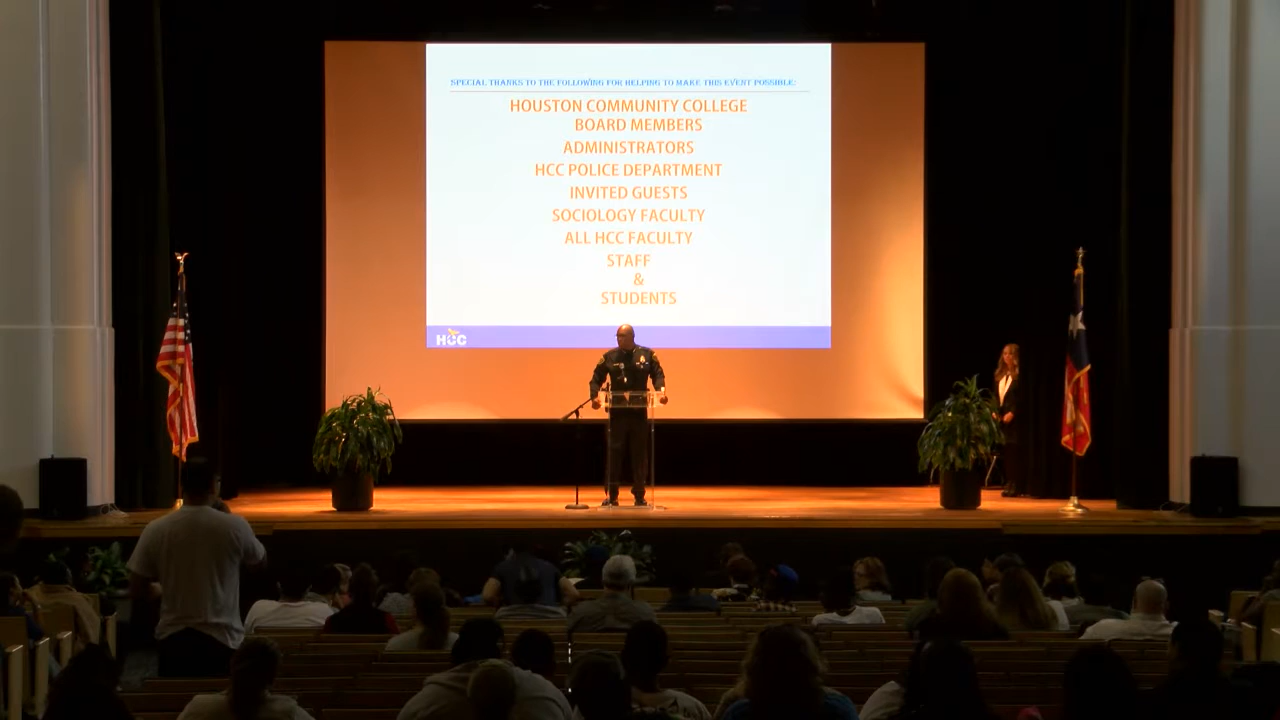 SPECIAL THANKS TO THE FOLLOWING FOR HELPING TO MAKE THIS EVENT POSSIBLE:
HOUSTON COMMUNITY COLLEGE
BOARD MEMBERS
ADMINISTRATORS
HCC POLICE DEPARTMENT
INVITED GUESTS
SOCIOLOGY FACULTY
ALL HCC FACULTY
STAFF
&
STUDENTS
HCC